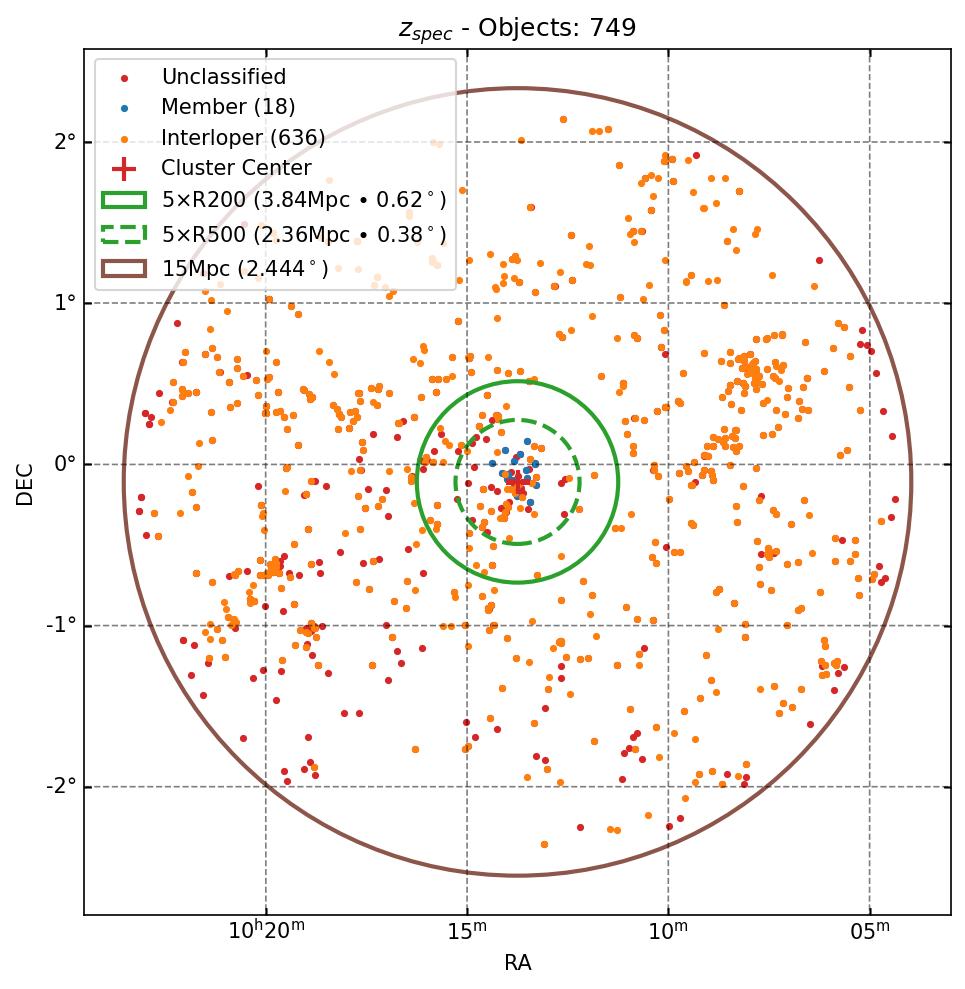 z_spec - Objects: 749
Unclassified
Member (18)
Interloper (636)
Cluster Center
5×R200 (3.84Mpc • 0.62°)
5×R500 (2.36Mpc • 0.38°)
15Mpc (2.444°)
2°
1°
0°
-1°
-2°
DEC
10h20m 15m 10m 05m
RA